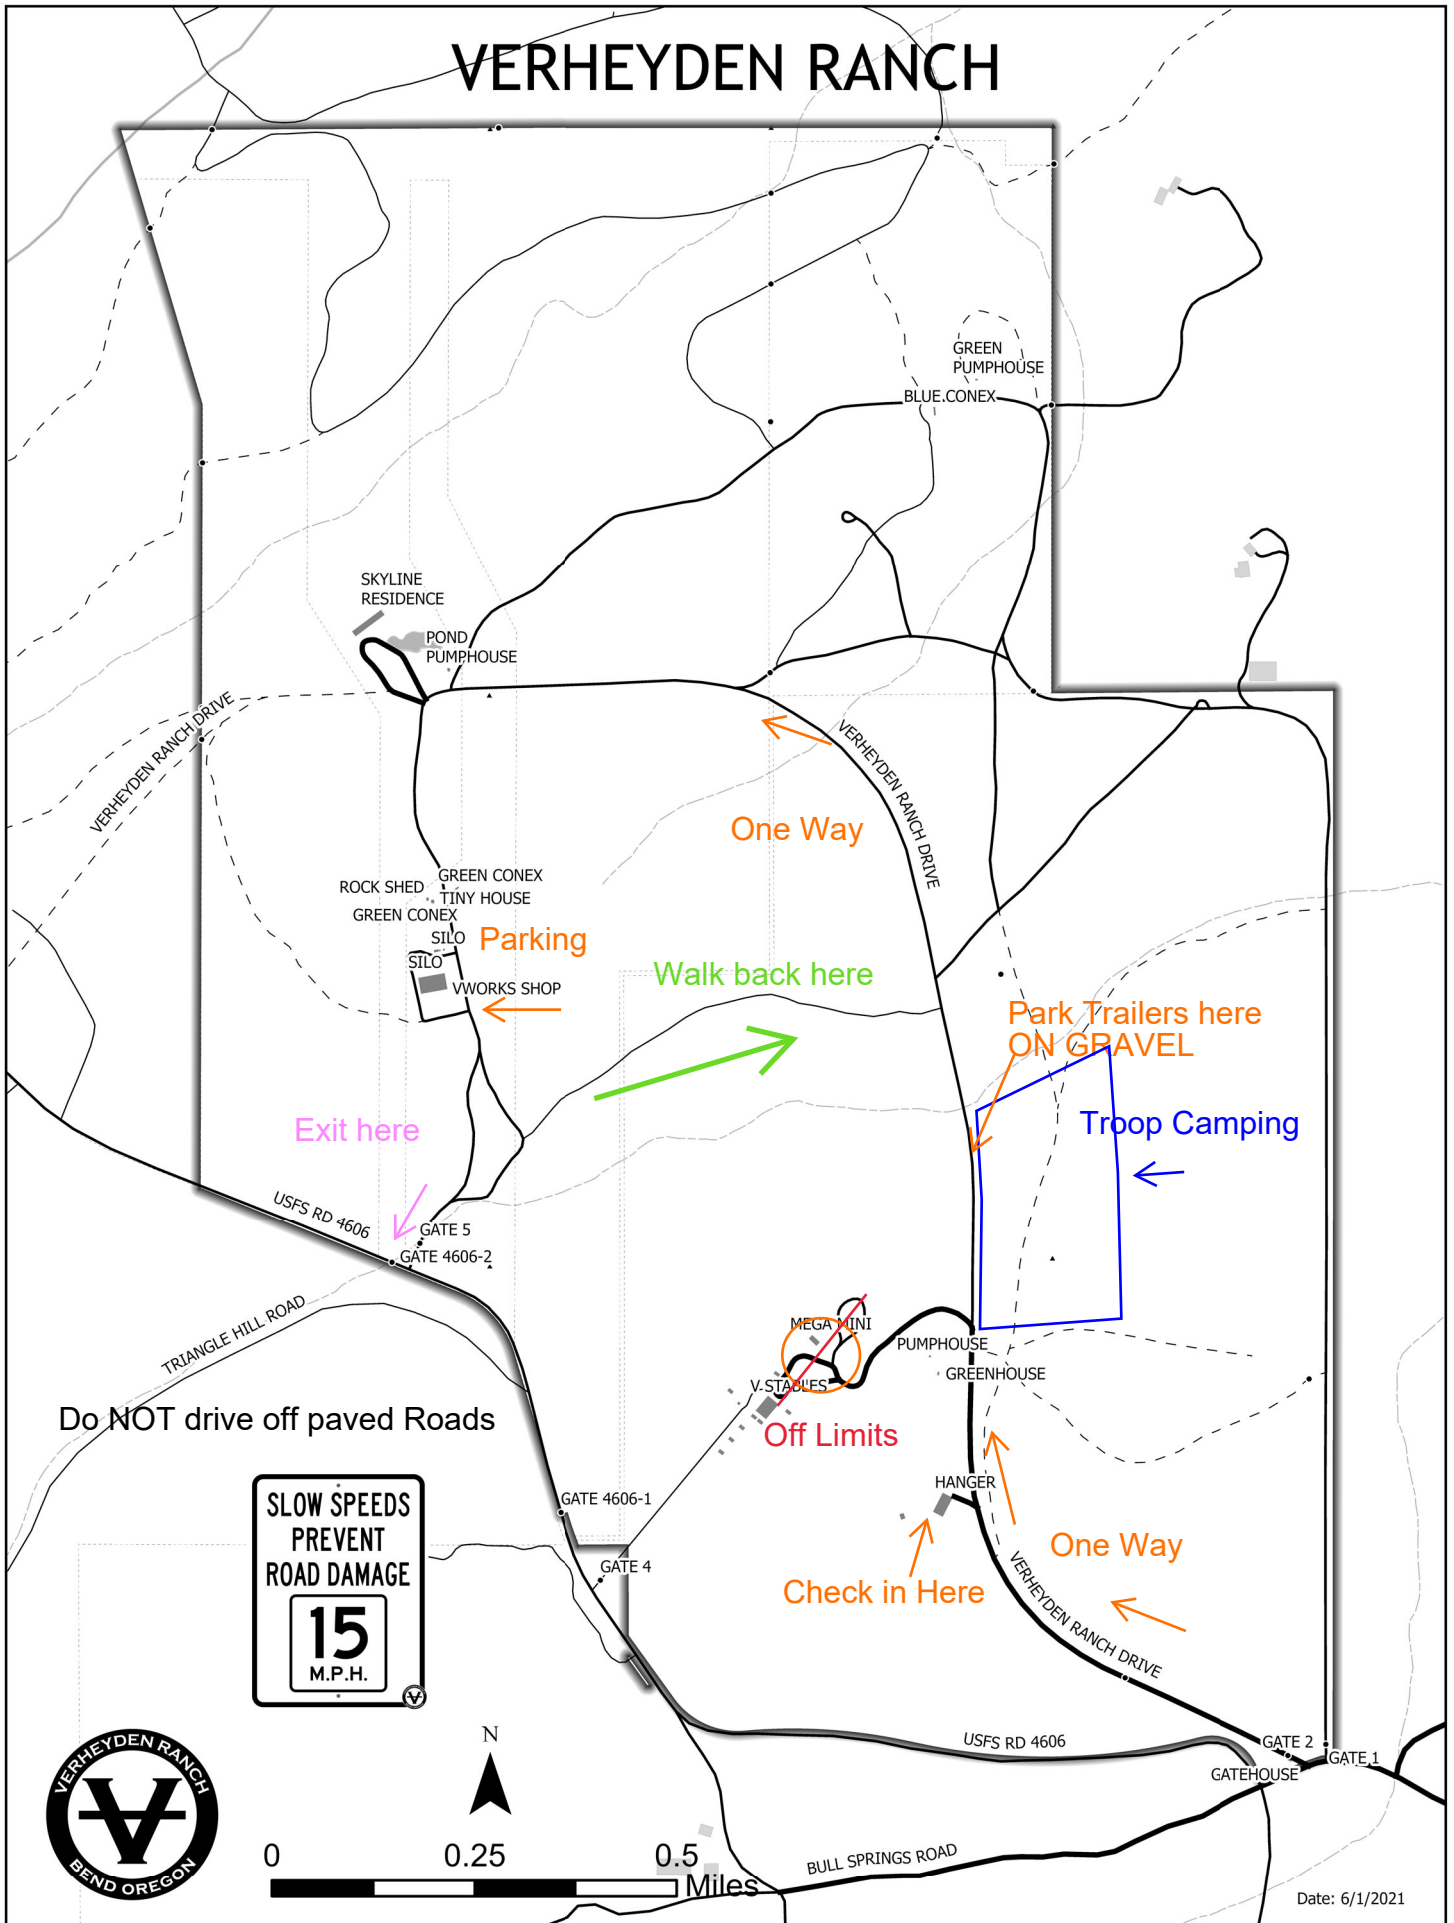 VERHEYDEN RANCH
GREEN
PUMPHOUSE
BLUE CONEX
SKYLINE
RESIDENCE
POND
PUMPHOUSE
VERHEYDEN RANCH DRIVE
VERHEYDEN RANCH DRIVE
One Way
GREEN CONEX
ROCK SHED
TINY HOUSE
GREEN CONEX
SILO
Parking
SILO
VWORKS SHOP
Walk back here
Park Trailers here
ON GRAVEL
Troop Camping
Exit here
USFS RD 4606
GATE 5
GATE 4606-2
TRIANGLE HILL ROAD
MEGA MINI
PUMPHOUSE
GREENHOUSE
V-STABLES
Off Limits
Do NOT drive off paved Roads
HANGER
GATE 4606-1
SLOW SPEEDS
PREVENT
ROAD DAMAGE
15
M.P.H.
GATE 4
One Way
Check in Here
VERHEYDEN RANCH DRIVE
USFS RD 4606
GATE 2
GATE 1
GATEHOUSE
VERHEYDEN RANCH
BEND OREGON
N
0 0.25 0.5
Miles
BULL SPRINGS ROAD
Date: 6/1/2021